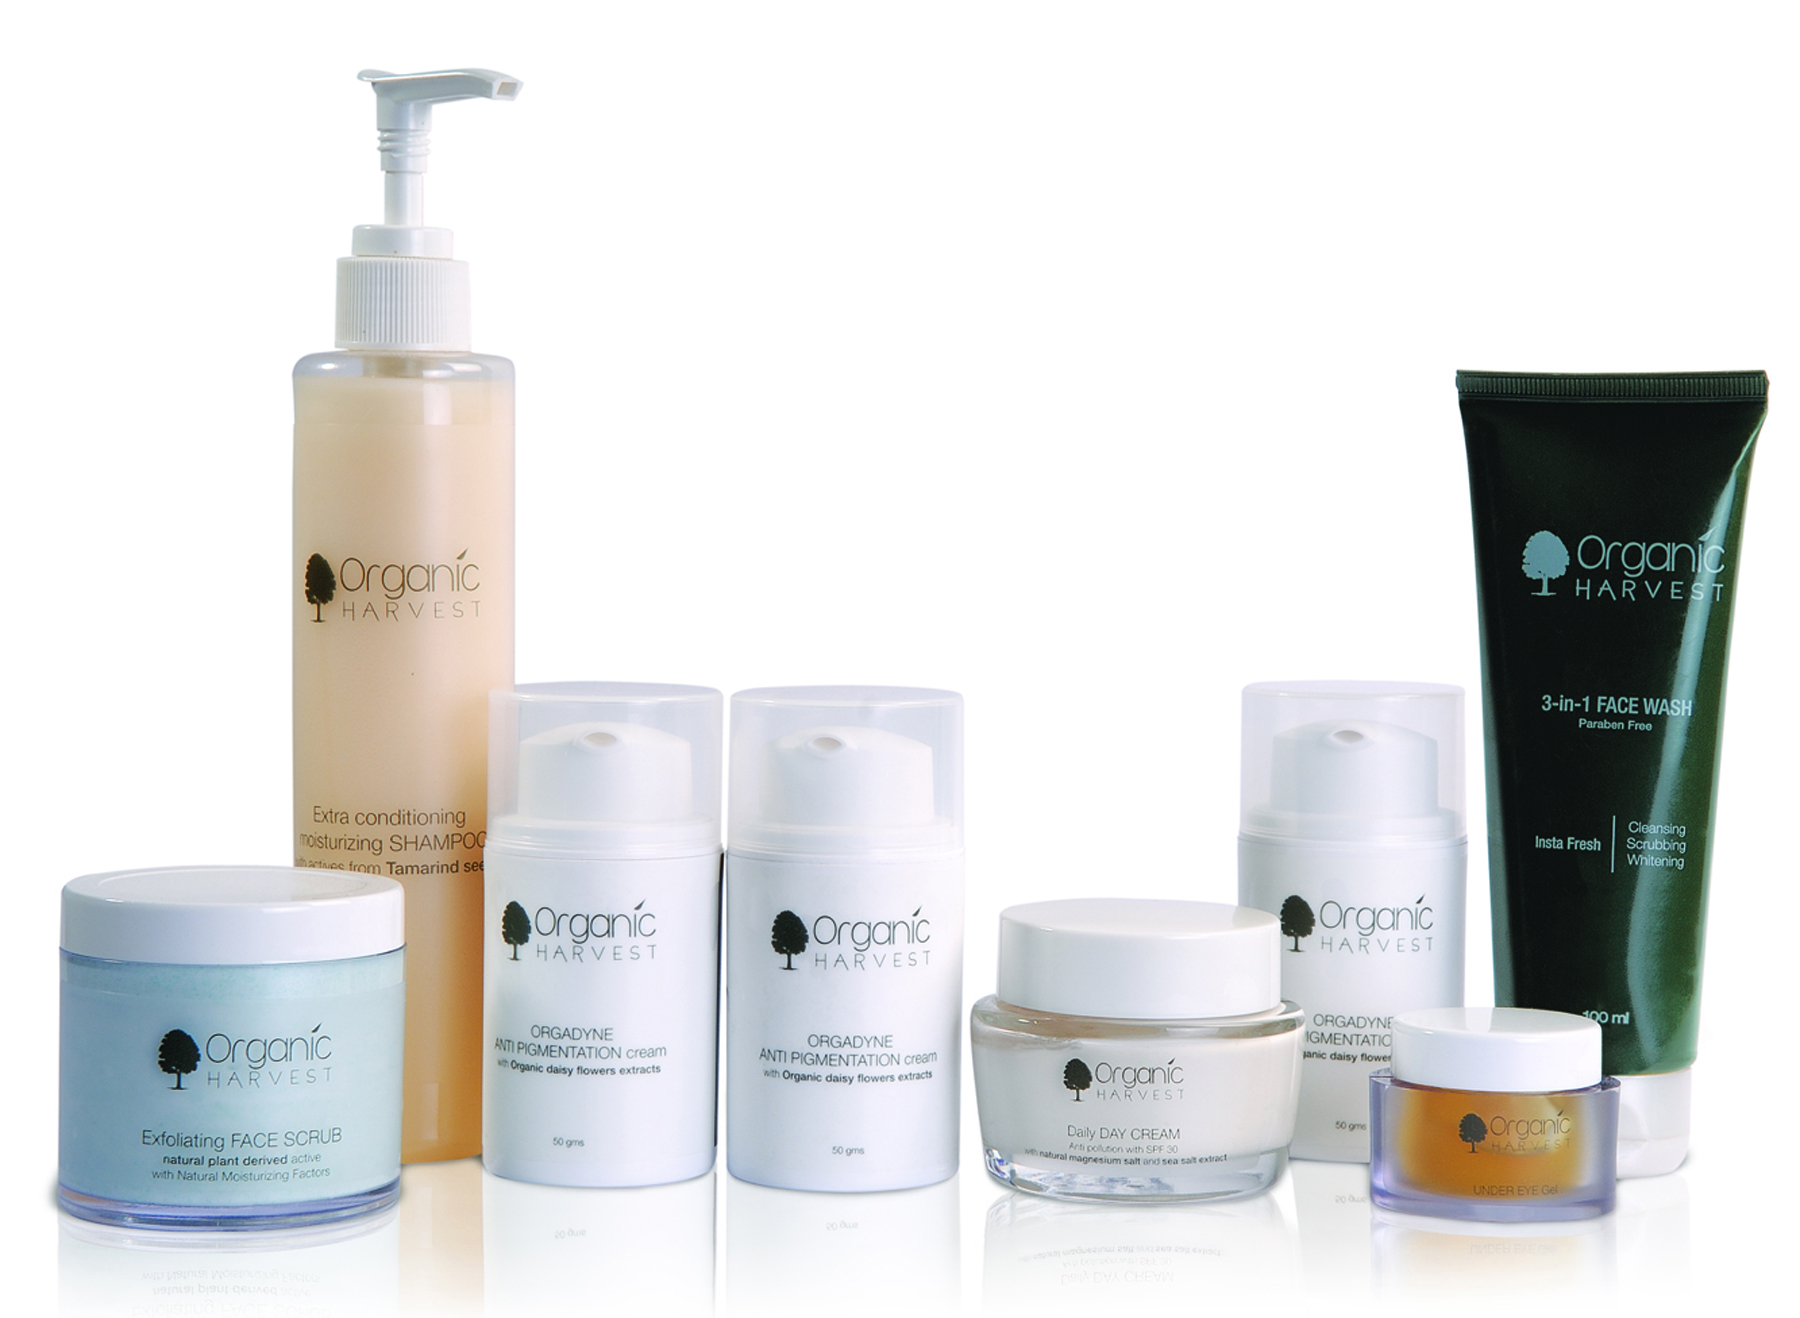 Organic
HARVEST
Extra conditioning
moisturizing SHAMPOO
actives from Tamarind
Organic
HARVEST
Exfoliating FACE SCRUB
natural plant derived active
with Natural Moisturizing Factors
Organic
HARVEST
ORGADYNE
ANTI PIGMENTATION cream
with Organic daisy flowers extracts
50 gms
Organic
HARVEST
ORGADYNE
ANTI PIGMENTATION cream
with Organic daisy flowers extracts
50 gms
Organic
HARVEST
Daily DAY CREAM
Anti pollution with SPF 30
with natural magnesium salt and sea salt extract
Organic
HARVEST
ORGADYNE
daisy
50 gms
Organic
HARVEST
UNDER EYE Gel
Organic
HARVEST
3-in-1 FACE WASH
Paraben Free
Insta Fresh
Cleansing
Scrubbing
Whitening
100 ml